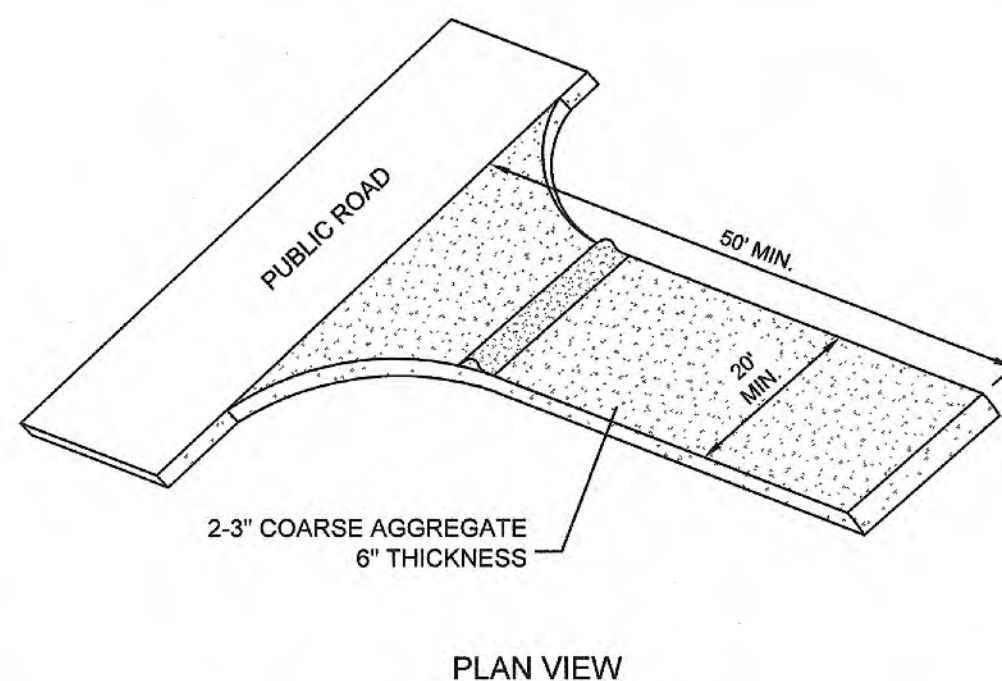 PUBLIC ROAD
50' MIN.
20'
MIN.
2-3" COARSE AGGREGATE
6" THICKNESS
PLAN VIEW